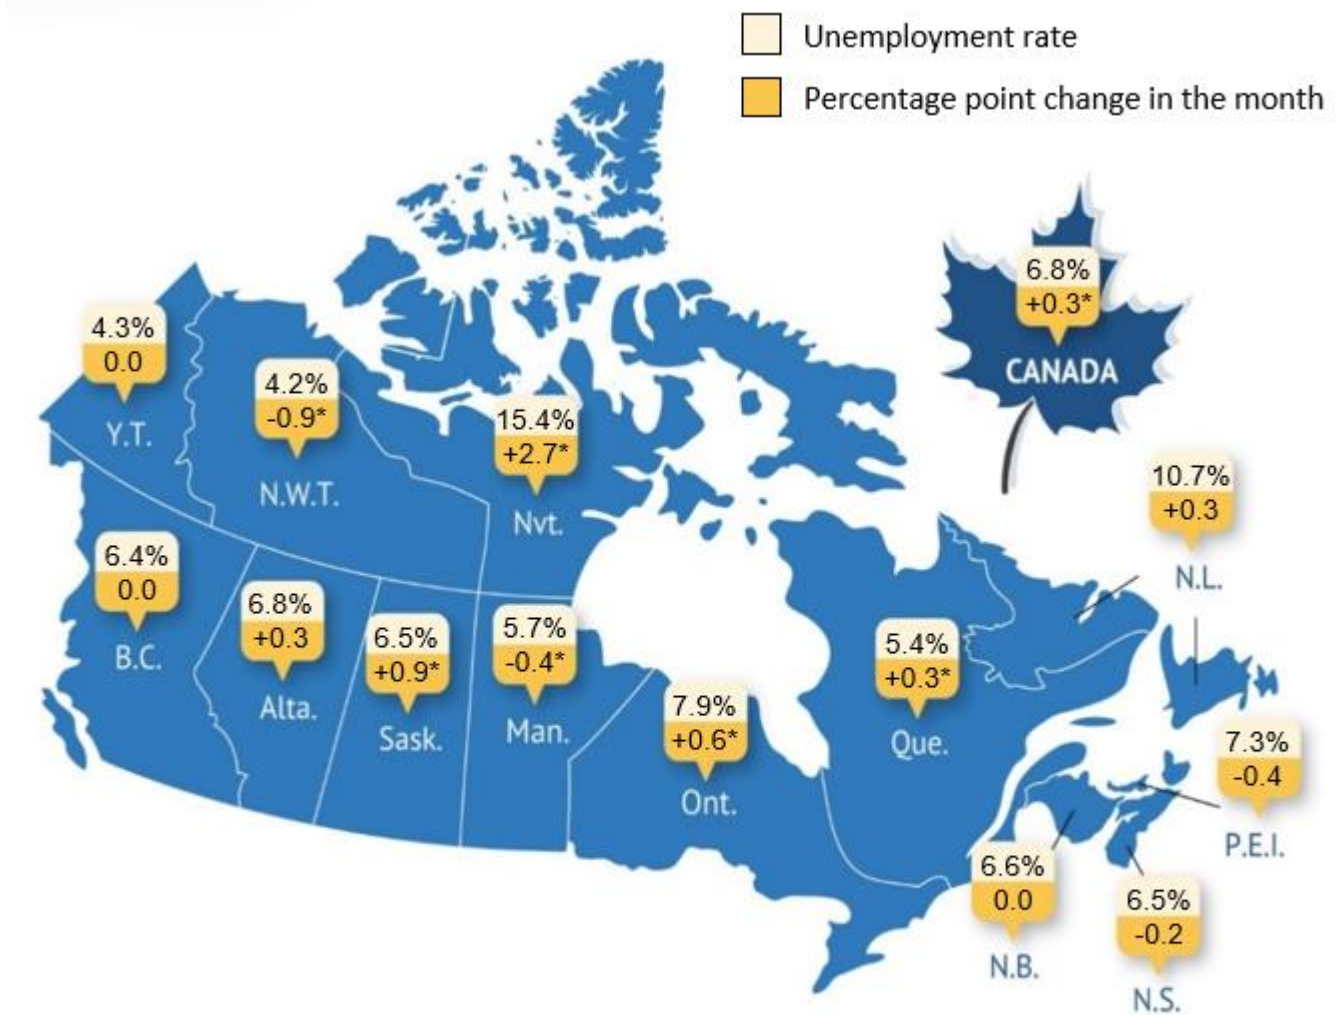 Unemployment rate
Percentage point change in the month
6.8%
+0.3*
CANADA
4.3%
0.0
Y.T.
4.2%
-0.9*
N.W.T.
15.4%
+2.7*
Nvt.
10.7%
+0.3
N.L.
6.4%
0.0
B.C.
6.8%
+0.3
Alta.
6.5%
+0.9*
Sask.
5.7%
-0.4*
Man.
7.9%
+0.6*
Ont.
5.4%
+0.3*
Que.
7.3%
-0.4
P.E.I.
6.6%
0.0
N.B.
6.5%
-0.2
N.S.